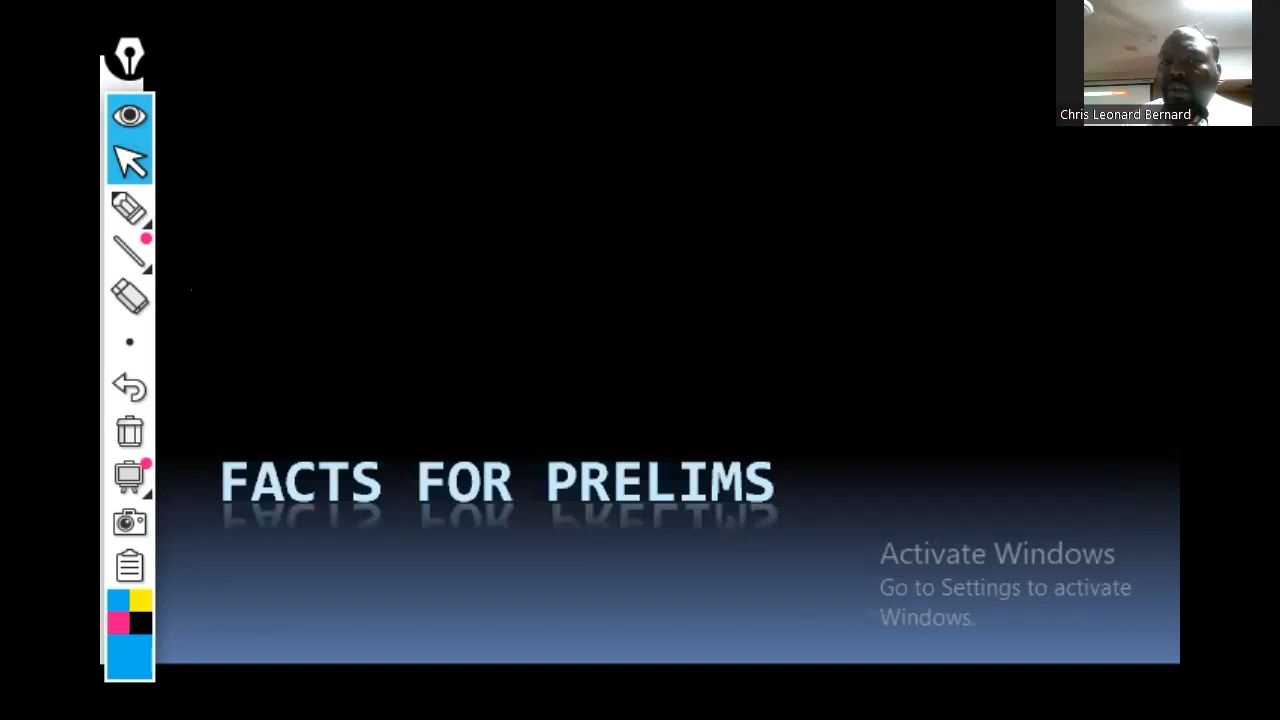 Chris Leonard Bernard
FACTS FOR PRELIMS
Activate Windows
Go to Settings to activate
Windows.